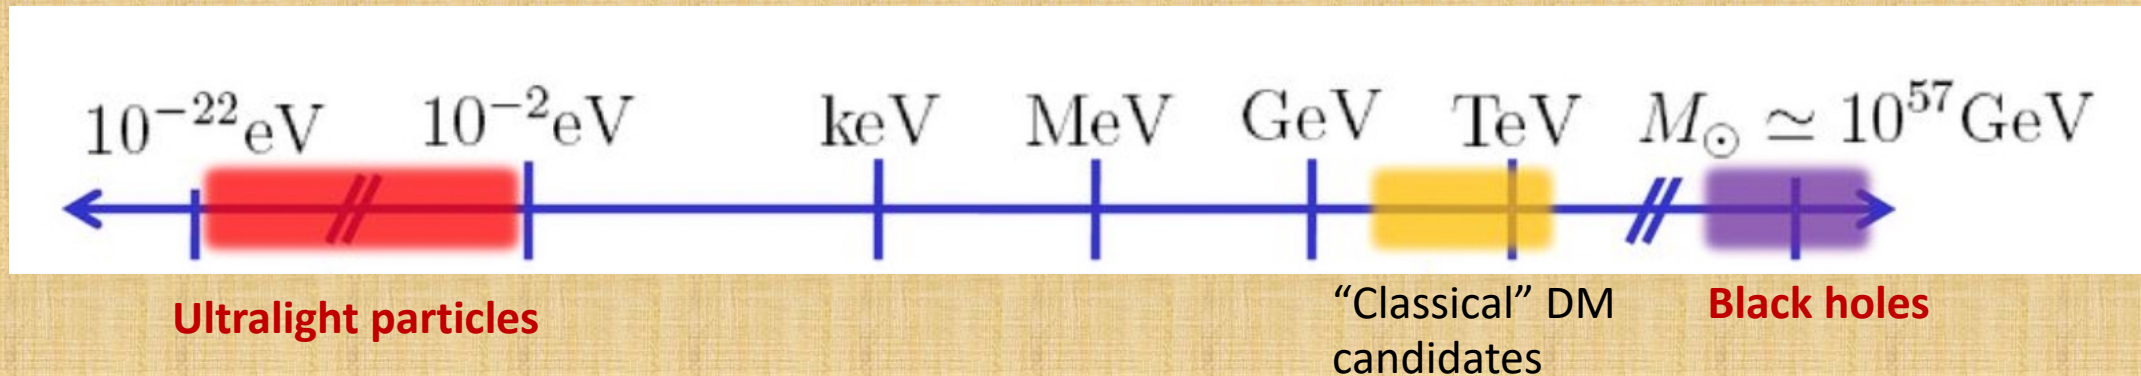 10⁻²²eV 10⁻²eV keV MeV GeV TeV M☉ ≃ 10⁵⁷GeV
Ultralight particles
“Classical” DM
candidates
Black holes